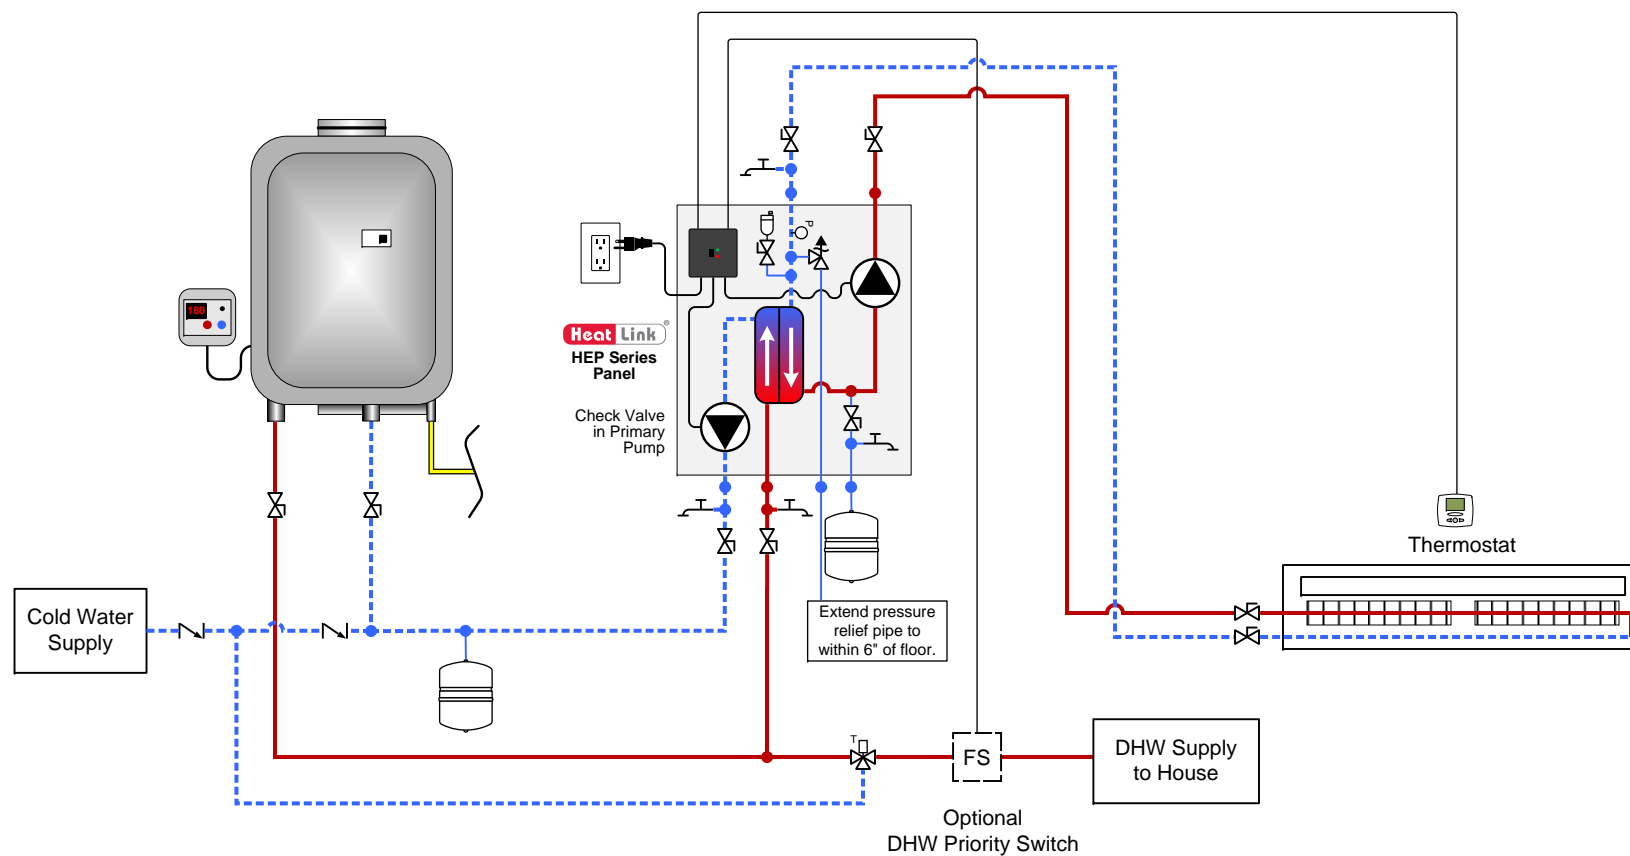 P
180
Heat Link®
HEP Series
Panel
Check Valve
in Primary
Pump
Thermostat
Cold Water
Supply
Extend pressure
relief pipe to
within 6" of floor.
T
FS
DHW Supply
to House
Optional
DHW Priority Switch